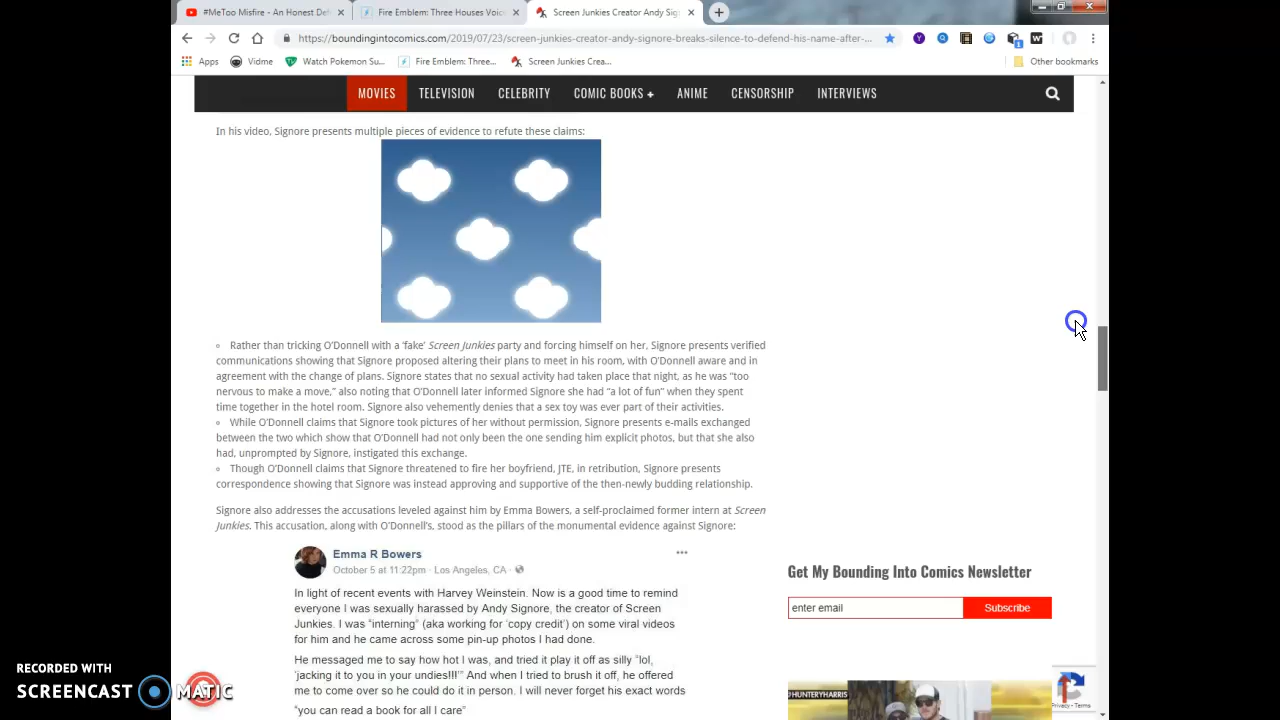 #MeToo Misfire - An Honest Def
Fire Emblem: Three Houses Voic
Screen Junkies Creator Andy Sig
https://boundingintocomics.com/2019/07/23/screen-junkies-creator-andy-signore-breaks-silence-to-defend-his-name-after-...
Apps
Vidme
Watch Pokemon Su...
Fire Emblem: Three...
Screen Junkies Crea...
Other bookmarks
MOVIES
TELEVISION
CELEBRITY
COMIC BOOKS +
ANIME
CENSORSHIP
INTERVIEWS
In his video, Signore presents multiple pieces of evidence to refute these claims:
Rather than tricking O'Donnell with a 'fake' Screen Junkies party and forcing himself on her, Signore presents verified
communications showing that Signore proposed altering their plans to meet in his room, with O'Donnell aware and in
agreement with the change of plans. Signore states that no sexual activity had taken place that night, as he was "too
nervous to make a move," also noting that O'Donnell later informed Signore she had "a lot of fun" when they spent
time together in the hotel room. Signore also vehemently denies that a sex toy was ever part of their activities.
While O'Donnell claims that Signore took pictures of her without permission, Signore presents e-mails exchanged
between the two which show that O'Donnell had not only been the one sending him explicit photos, but that she also
had, unprompted by Signore, instigated this exchange.
Though O'Donnell claims that Signore threatened to fire her boyfriend, JTE, in retribution, Signore presents
correspondence showing that Signore was instead approving and supportive of the then-newly budding relationship.
Signore also addresses the accusations leveled against him by Emma Bowers, a self-proclaimed former intern at Screen
Junkies. This accusation, along with O'Donnell's, stood as the pillars of the monumental evidence against Signore:
Emma R Bowers
October 5 at 11:22pm · Los Angeles, CA ·
In light of recent events with Harvey Weinstein. Now is a good time to remind
everyone I was sexually harassed by Andy Signore, the creator of Screen
Junkies. I was "interning" (aka working for 'copy credit') on some viral videos
for him and he came across some pin-up photos I had done.
He messaged me to say how hot I was, and tried it play it off as silly "lol,
you in your undies!!!" And when I tried to brush it off, he offered
me to come over so he could do it in person. I will never forget his exact words
"you can read a book for all I care"
Get My Bounding Into Comics Newsletter
enter email
Subscribe
HUNTERYHARRIS
Privacy - Terms
RECORDED WITH
SCREENCAST MATIC